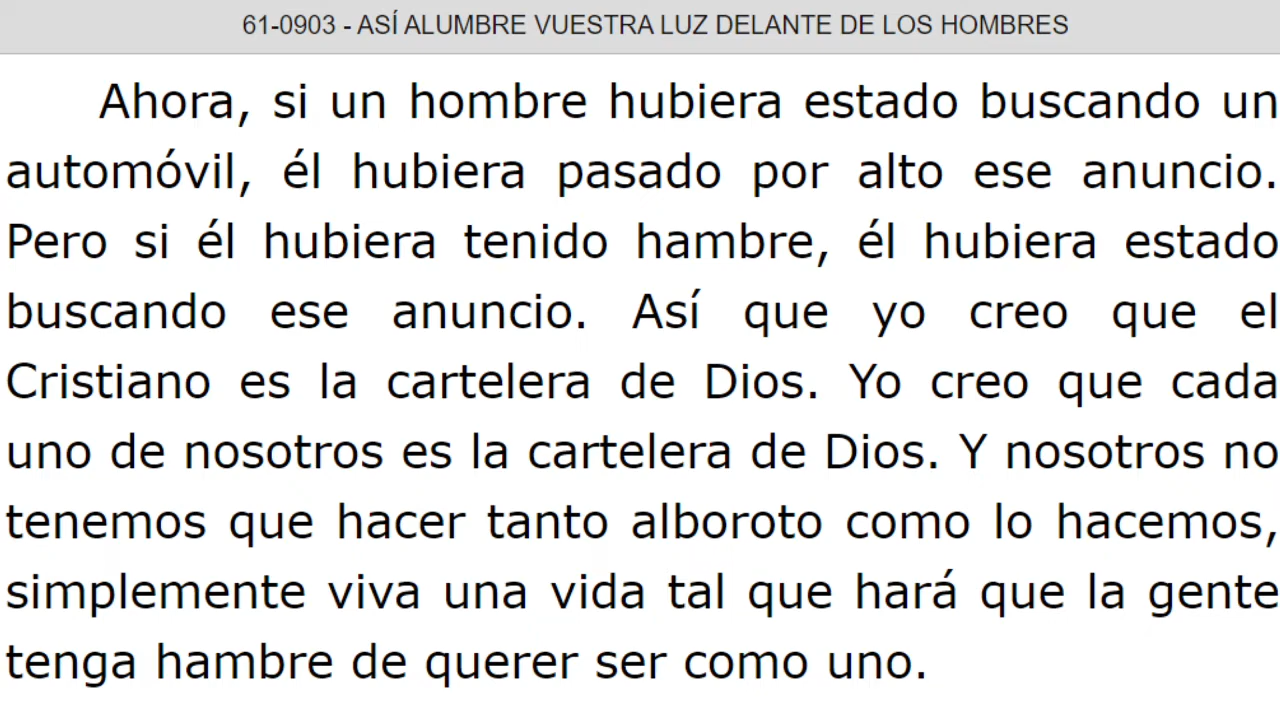 61-0903 - ASÍ ALUMBRE VUESTRA LUZ DELANTE DE LOS HOMBRES
Ahora, si un hombre hubiera estado buscando un
automóvil, él hubiera pasado por alto ese anuncio.
Pero si él hubiera tenido hambre, él hubiera estado
buscando ese anuncio. Así que yo creo que el
Cristiano es la cartelera de Dios. Yo creo que cada
uno de nosotros es la cartelera de Dios. Y nosotros no
tenemos que hacer tanto alboroto como lo hacemos,
simplemente viva una vida tal que hará que la gente
tenga hambre de querer ser como uno.